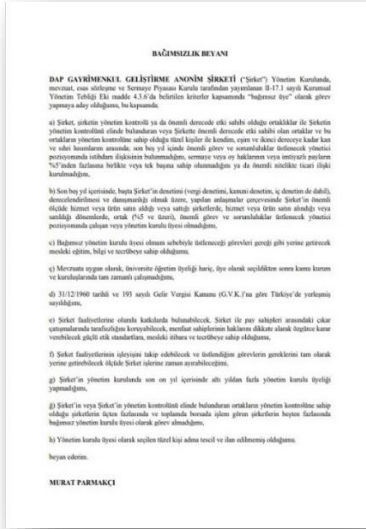 BAĞIMSIZLIK BEYANI
DAP GAYRİMENKUL GELİŞTİRME ANONİM ŞİRKETİ ("Şirket") Yönetim Kurulunda,
mevzuat, esas sözleşme ve Sermaye Piyasası Kurulu tarafından yayımlanan II-17.1 sayılı Kurumsal
Yönetim Tebliği Eki madde 4.3.6'da belirtilen kriterler kapsamında "bağımsız üye" olarak görev
yapmaya aday olduğumu, bu kapsamda
a) Şirket, şirketin yönetim kontrolü ya da önemli derecede etki sahibi olduğu ortaklıklar ile Şirketin
yönetim kontrolünü elinde bulunduran veya Şirkette önemli derecede etki sahibi olan ortaklar ve bu
ortakların yönetim kontrolüne sahip olduğu tüzel kişiler ile kendim, eşim ve ikinci dereceye kadar kan
ve sıhri hısımlarım arasında; son beş yıl içinde önemli görev ve sorumluluklar üstlenecek yönetici
pozisyonunda istihdam ilişkisinin bulunmadığını, sermaye veya oy haklarının veya imtiyazlı payların
%5'inden fazlasına birlikte veya tek başına sahip olunmadığını ya da önemli nitelikte ticari ilişki
kurulmadığını,
b) Son beş yıl içerisinde, başta Şirket'in denetimi (vergi denetimi, kanuni denetim, iç denetim de dahil),
derecelendirilmesi ve danışmanlığı olmak üzere, yapılan anlaşmalar çerçevesinde Şirket'in önemli
ölçüde hizmet veya ürün satın aldığı veya sattığı şirketlerde, hizmet veya ürün satın alındığı veya
satıldığı dönemlerde, ortak (%5 ve üzeri), önemli görev ve sorumluluklar üstlenecek yönetici
pozisyonunda çalışan veya yönetim kurulu üyesi olmadığımı,
c) Bağımsız yönetim kurulu üyesi olmam sebebiyle üstleneceği görevleri gereği gibi yerine getirecek
mesleki eğitim, bilgi ve tecrübeye sahip olduğumu,
ç) Mevzuata uygun olarak, üniversite öğretim üyeliği hariç, üye olarak seçildikten sonra kamu kurum
ve kuruluşlarında tam zamanlı çalışmadığımı,
d) 31/12/1960 tarihli ve 193 sayılı Gelir Vergisi Kanunu (G.V.K.)'na göre Türkiye'de yerleşmiş
sayıldığımı,
e) Şirket faaliyetlerine olumlu katkılarda bulunabilecek, Şirket ile pay sahipleri arasındaki çıkar
çatışmalarında tarafsızlığını koruyabilecek, menfaat sahiplerinin haklarını dikkate alarak özgürce karar
verebilecek güçlü etik standartlara, mesleki itibara ve tecrübeye sahip olduğumu,
f) Şirket faaliyetlerinin işleyişini takip edebilecek ve üstlendiğim görevlerin gereklerini tam olarak
yerine getirebilecek ölçüde Şirket işlerine zaman ayırabileceğimi,
g) Şirket'in yönetim kurulunda son on yıl içerisinde altı yıldan fazla yönetim kurulu üyeliği
yapmadığımı,
ğ) Şirket'in veya Şirket'in yönetim kontrolünü elinde bulunduran ortakların yönetim kontrolüne sahip
olduğu şirketlerin üçten fazlasında ve toplamda borsada işlem gören şirketlerin beşten fazlasında
bağımsız yönetim kurulu üyesi olarak görev almadığımı,
h) Yönetim kurulu üyesi olarak seçilen tüzel kişi adına tescil ve ilan edilmemiş olduğumu
beyan ederim.
MURAT PARMAKÇI